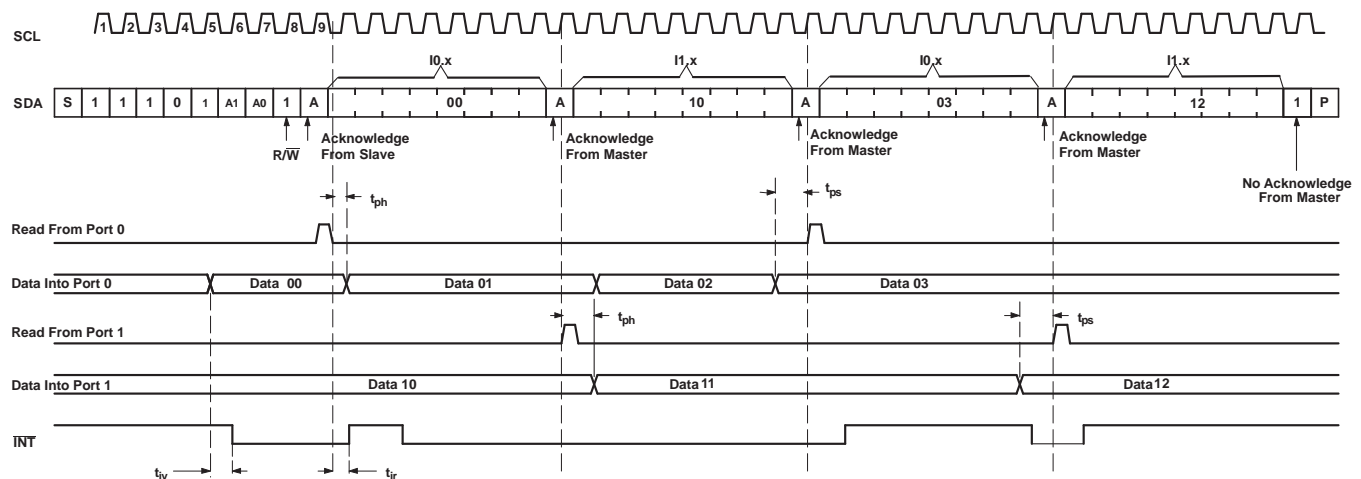 1 2 3 4 5 6 7 8 9
SCL
I0.x I1.x I0.x I1.x
SDA S 1 1 1 0 1 A1 A0 1 A 00 A 10 A 03 A 12 1 P
R/W
Acknowledge
From Slave
Acknowledge
From Master
Acknowledge
From Master
Acknowledge
From Master
No Acknowledge
From Master
tph
tps
Read From Port 0
Data Into Port 0 Data 00 Data 01 Data 02 Data 03
tph
tps
Read From Port 1
Data Into Port 1 Data 10 Data 11 Data 12
INT
tiv
tir